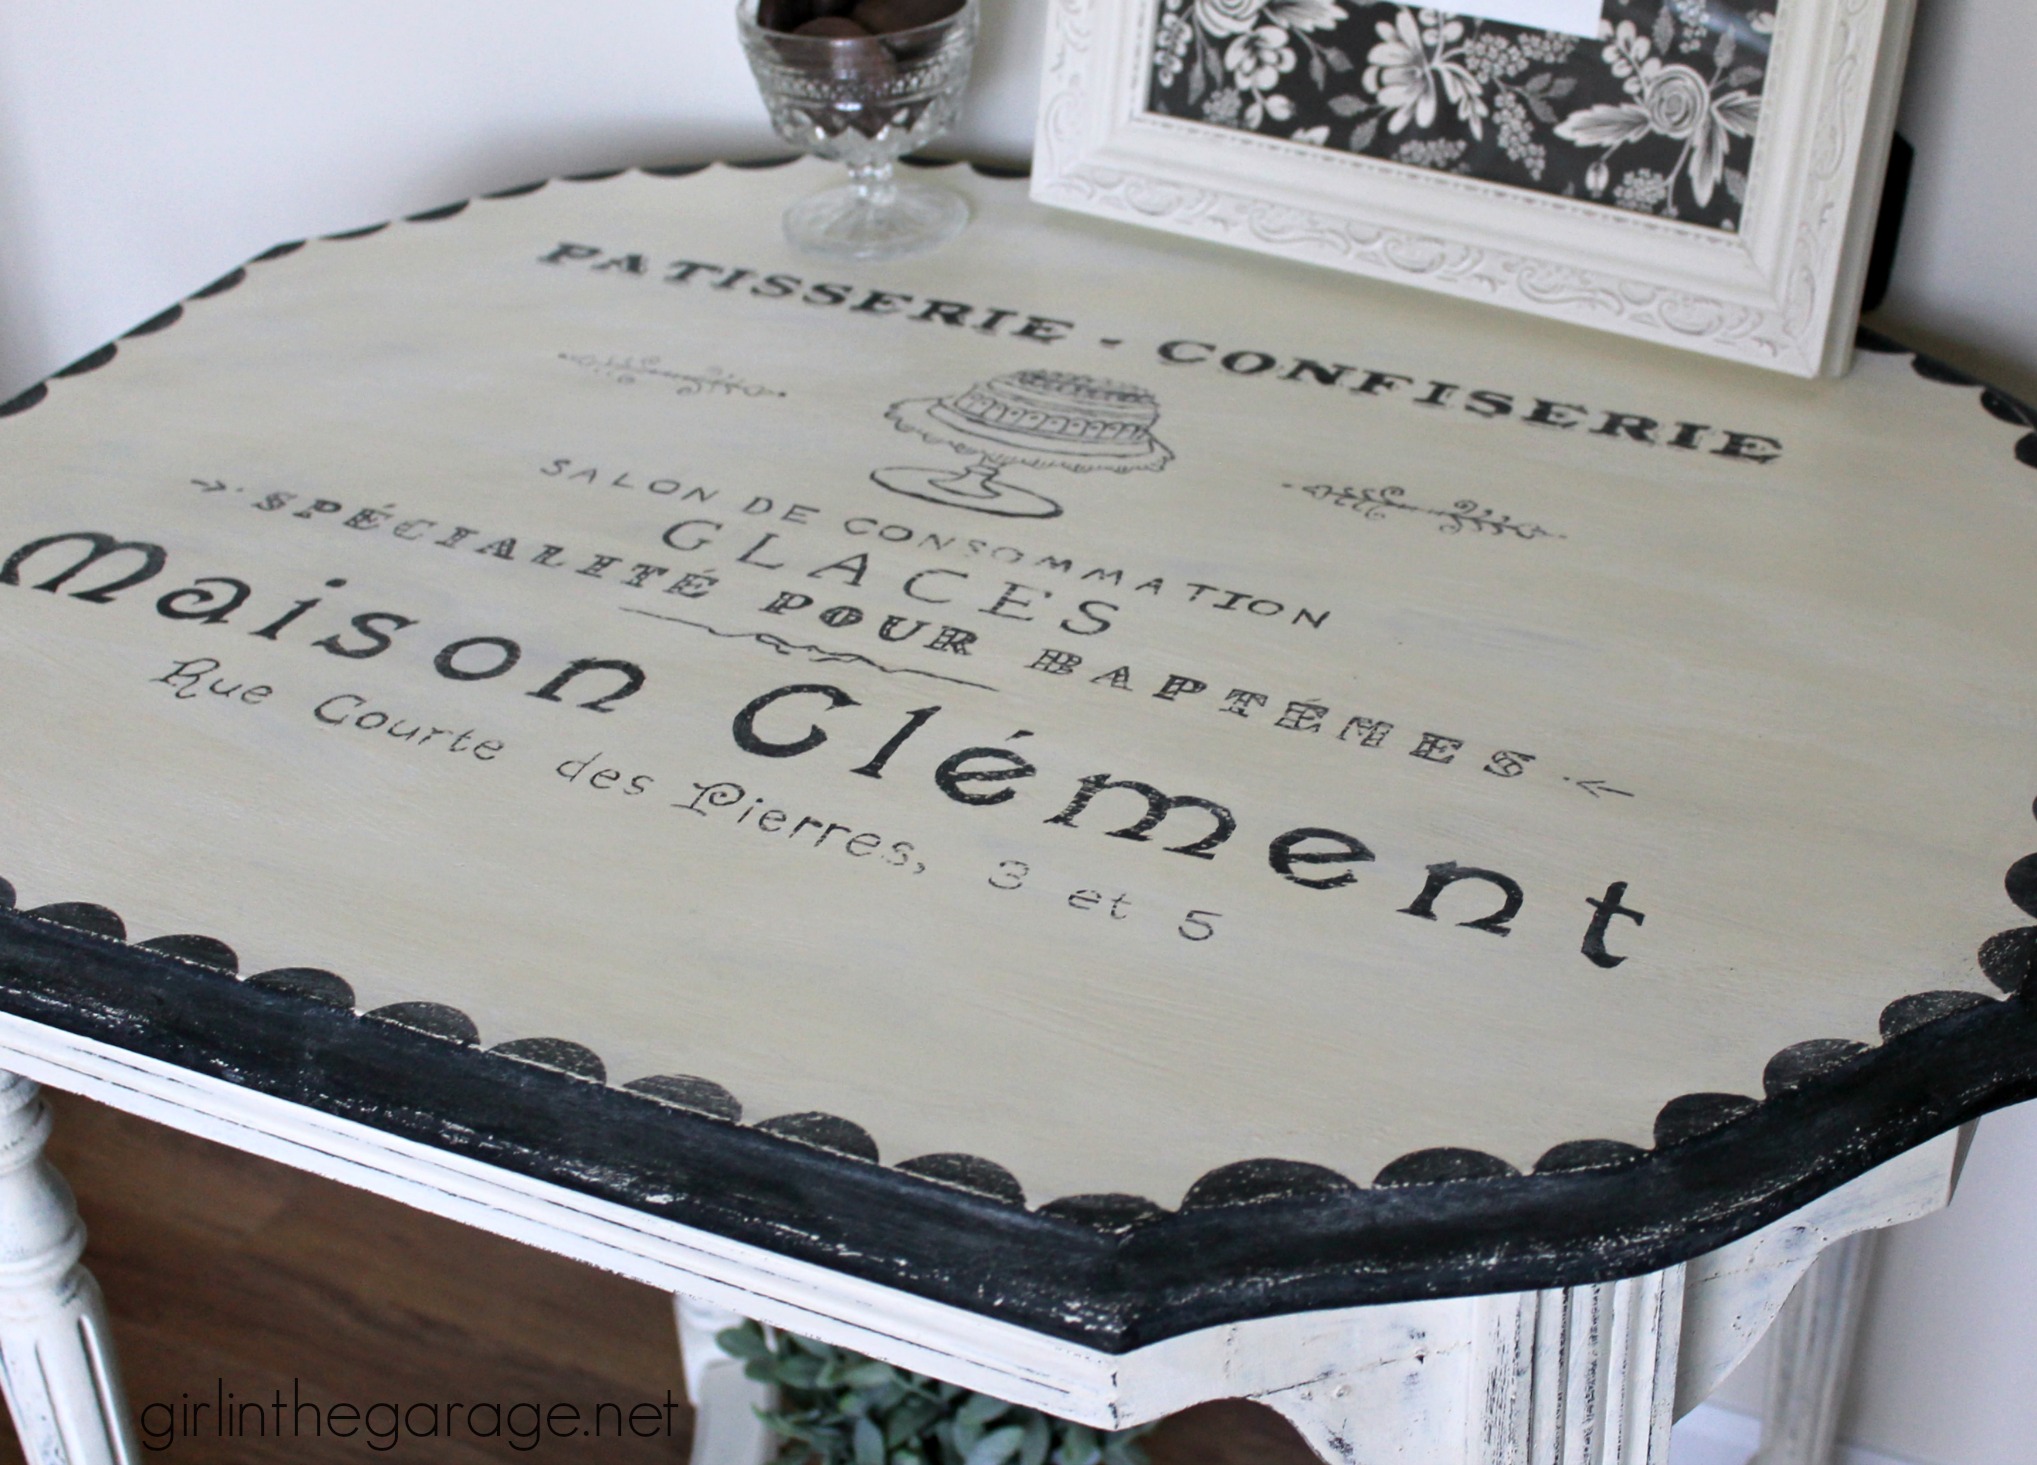 PATISSERIE - CONFISERIE
SALON DE CONSOMMATION
GLACES
SPÉCIALITÉ POUR BAPTÉMES
Maison Clément
Rue Courte des Pierres, 3 et 5
girlinthegarage.net